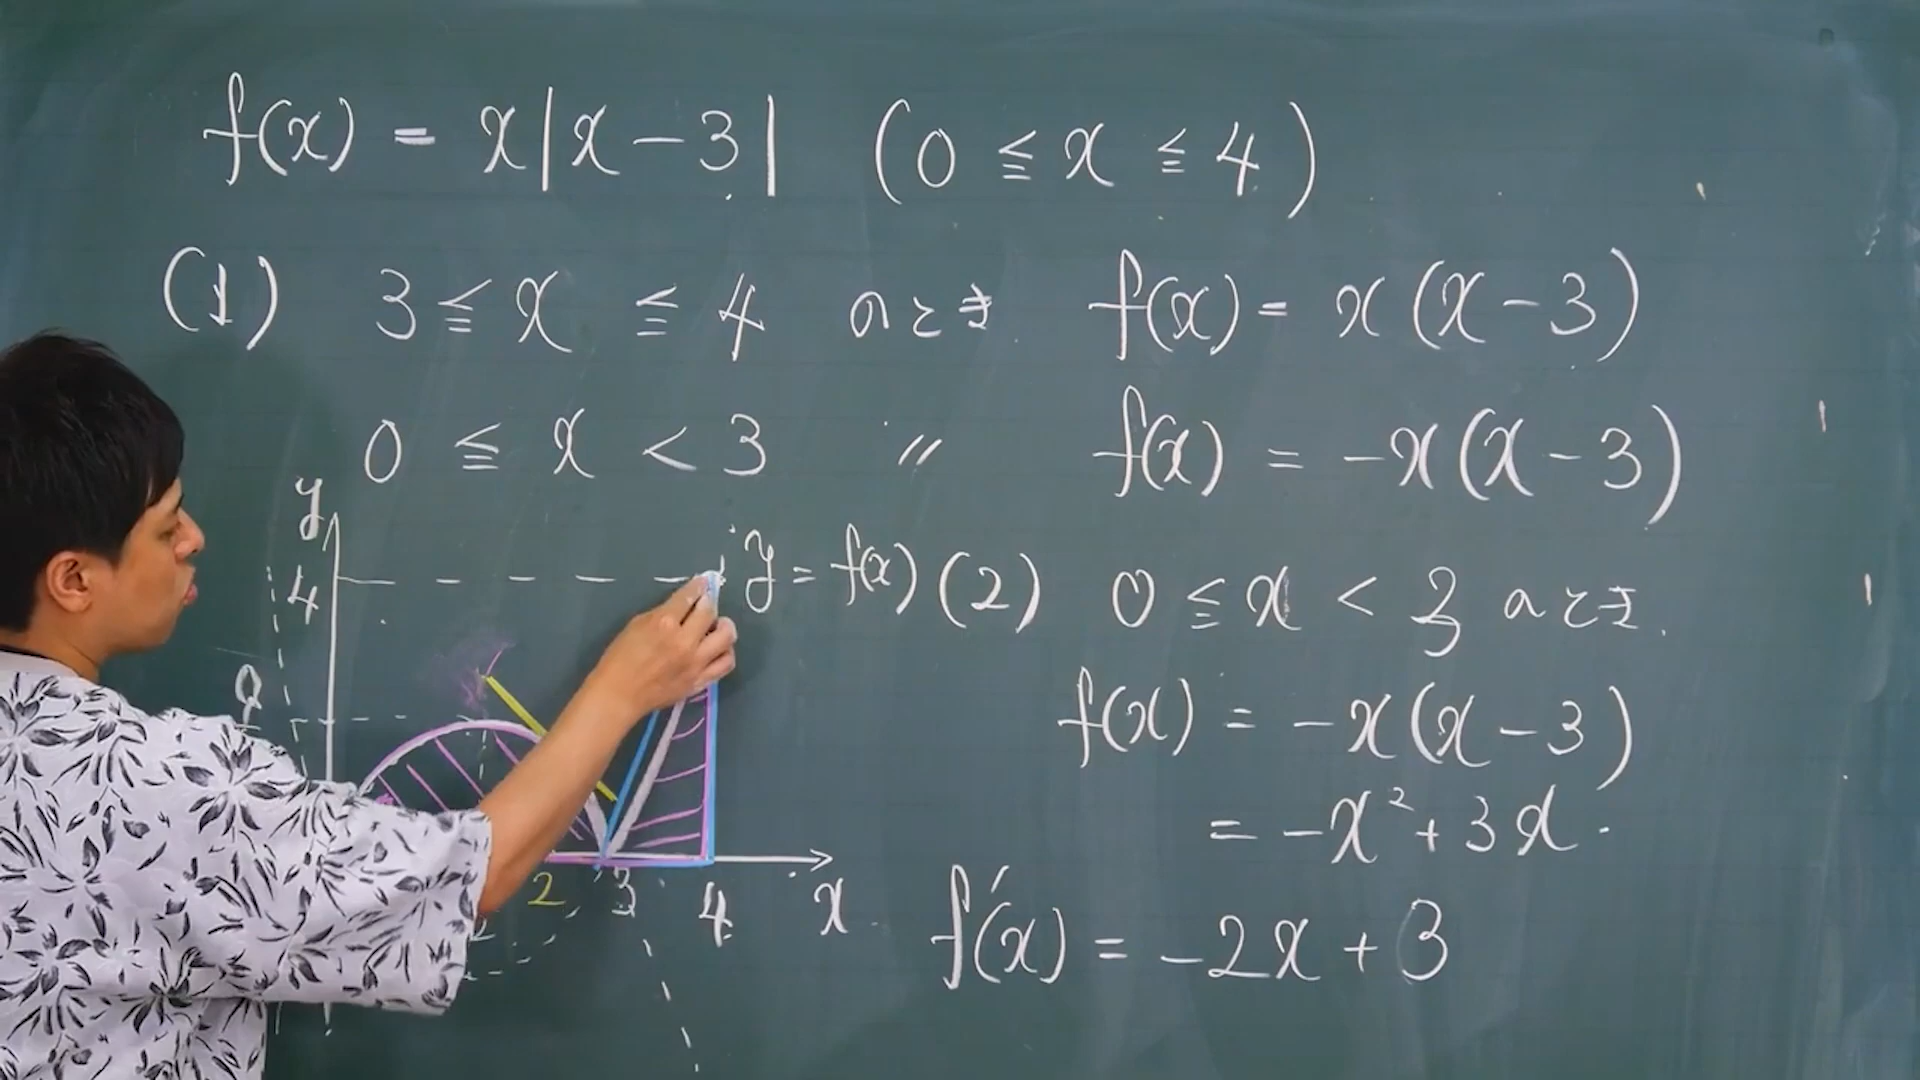 f(x) = x|x-3| (0 ≦ x ≦ 4)
(1) 3 ≦ x ≦ 4 のとき. f(x) = x(x-3)
0 ≦ x < 3 〃 f(x) = -x(x-3)
y
4
y = f(x)
2 3 4 x
(2) 0 ≦ x < 3 のとき.
f(x) = -x(x-3)
= -x²+3x.
f'(x) = -2x+3